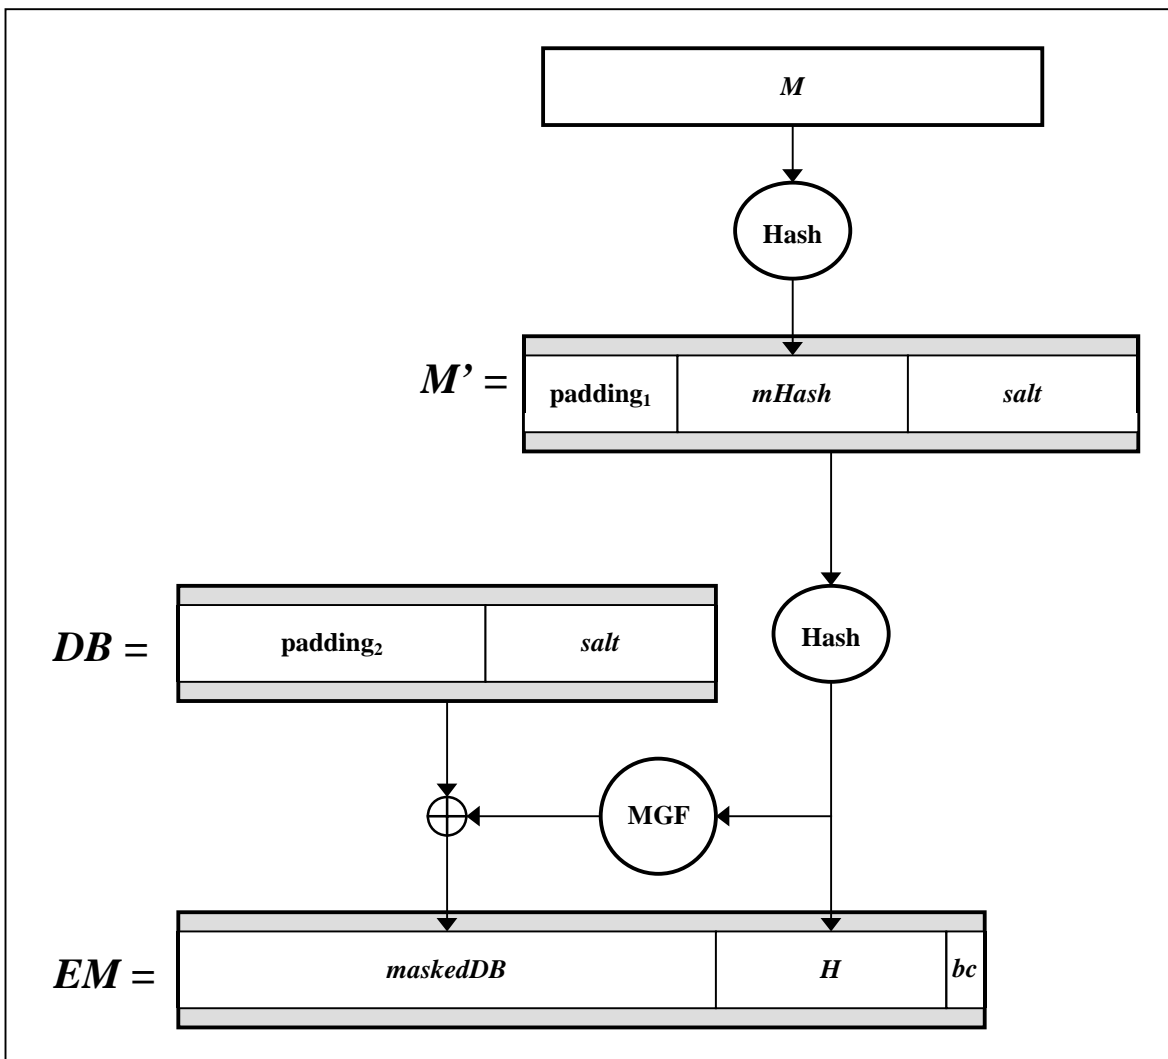 M
Hash
M’ = padding₁ mHash salt
DB = padding₂ salt
Hash
MGF
EM = maskedDB H bc